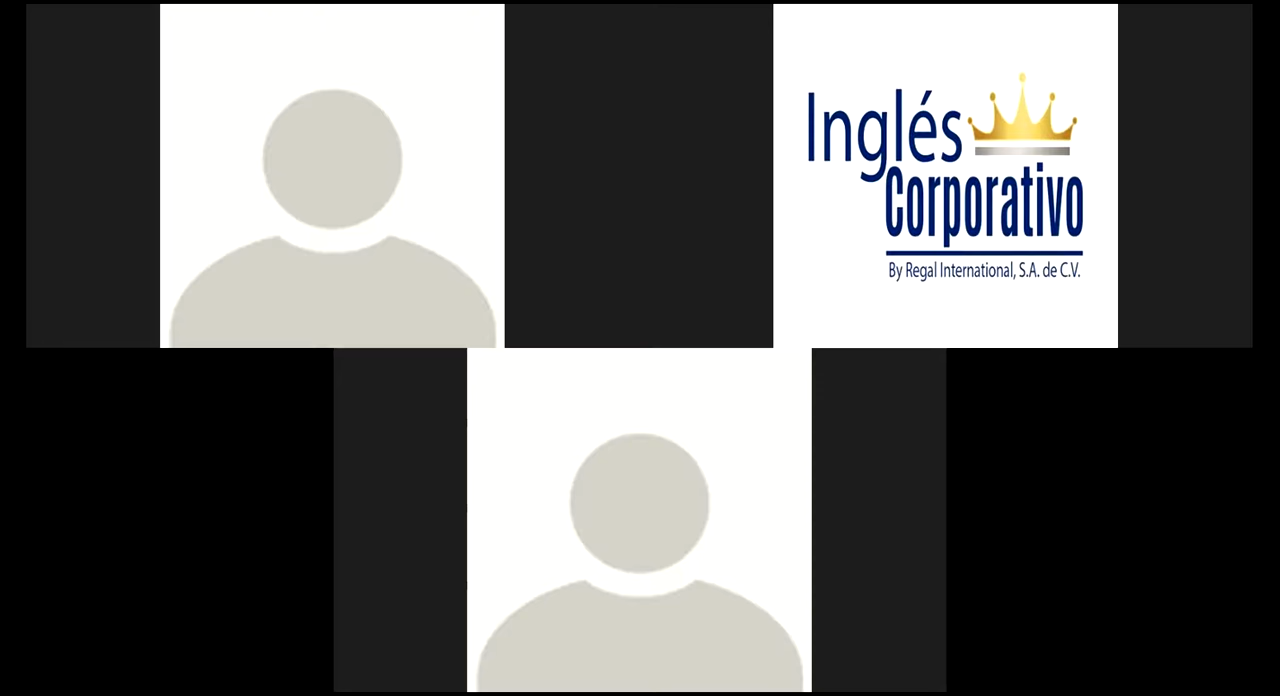 Inglés
Corporativo
By Regal International, S.A. de C.V.